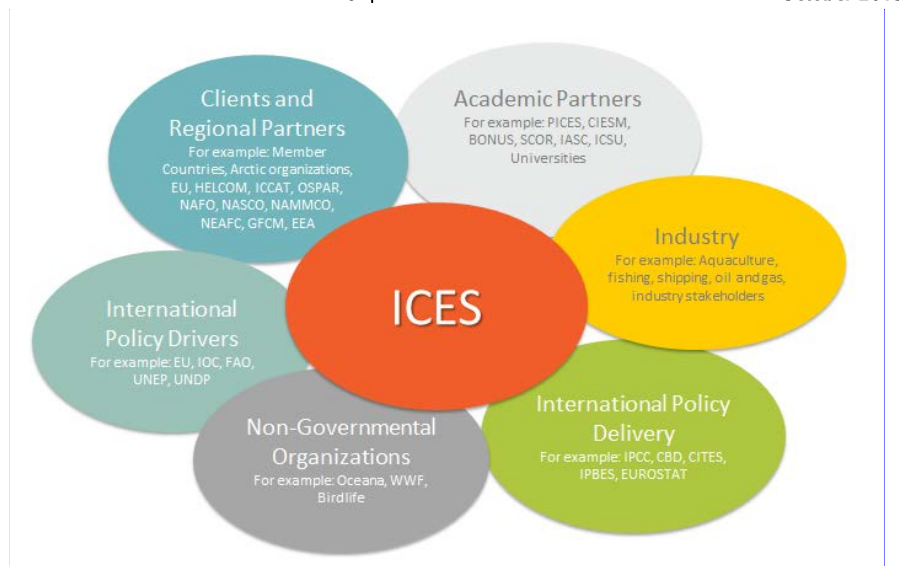 Clients and
Regional Partners
For example: Member
Countries, Arctic organizations,
EU, HELCOM, ICCAT, OSPAR,
NAFO, NASCO, NAMMCO,
NEAFC, GFCM, EEA
Academic Partners
For example: PICES, CIESM,
BONUS, SCOR, IASC, ICSU,
Universities
Industry
For example: Aquaculture,
fishing, shipping, oil and gas,
industry stakeholders
ICES
International
Policy Drivers
For example: EU, IOC, FAO,
UNEP, UNDP
International Policy
Delivery
For example: IPCC, CBD, CITES,
IPBES, EUROSTAT
Non-Governmental
Organizations
For example: Oceana, WWF,
Birdlife